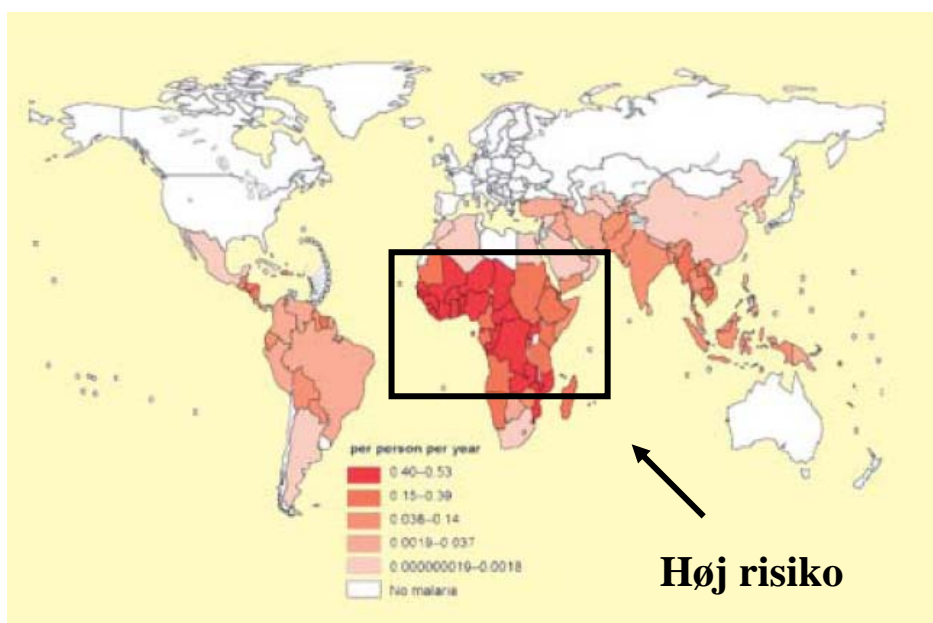 per person per year
0.40–0.53
0.15–0.39
0.038–0.14
0.0019–0.037
0.000000019–0.0018
No malaria
Høj risiko